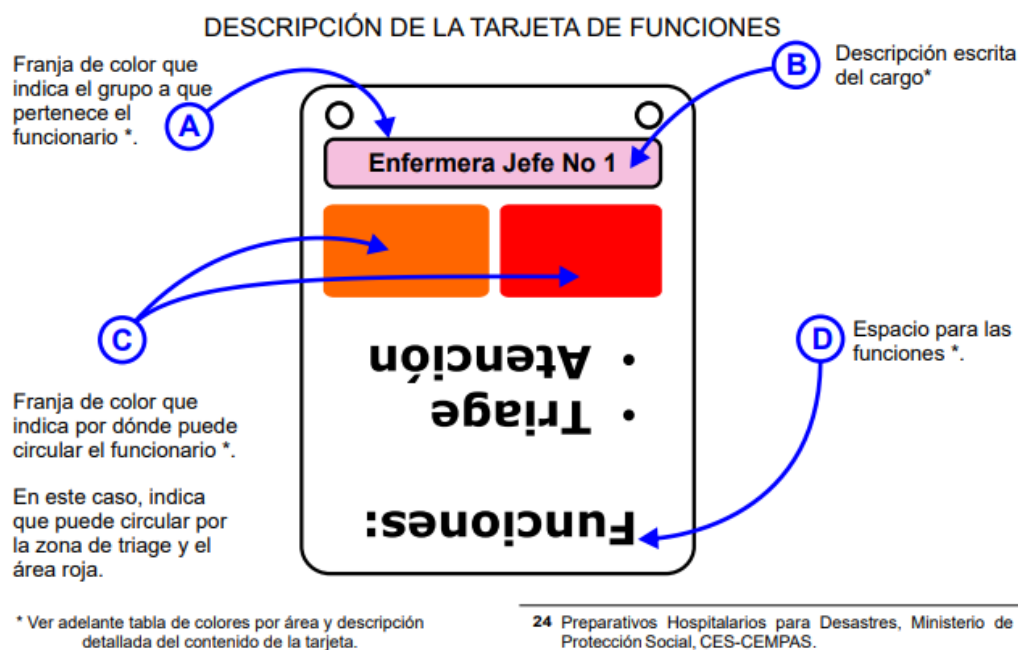 DESCRIPCIÓN DE LA TARJETA DE FUNCIONES
Franja de color que
indica el grupo a que
pertenece el
funcionario *.
A
B
Descripción escrita
del cargo*
Enfermera Jefe No 1
C
Franja de color que
indica por dónde puede
circular el funcionario *.
En este caso, indica
que puede circular por
la zona de triage y el
área roja.
D
Espacio para las
funciones *.
Funciones:
• Triage
• Atención
* Ver adelante tabla de colores por área y descripción
detallada del contenido de la tarjeta.
24 Preparativos Hospitalarios para Desastres, Ministerio de
Protección Social, CES-CEMPAS.